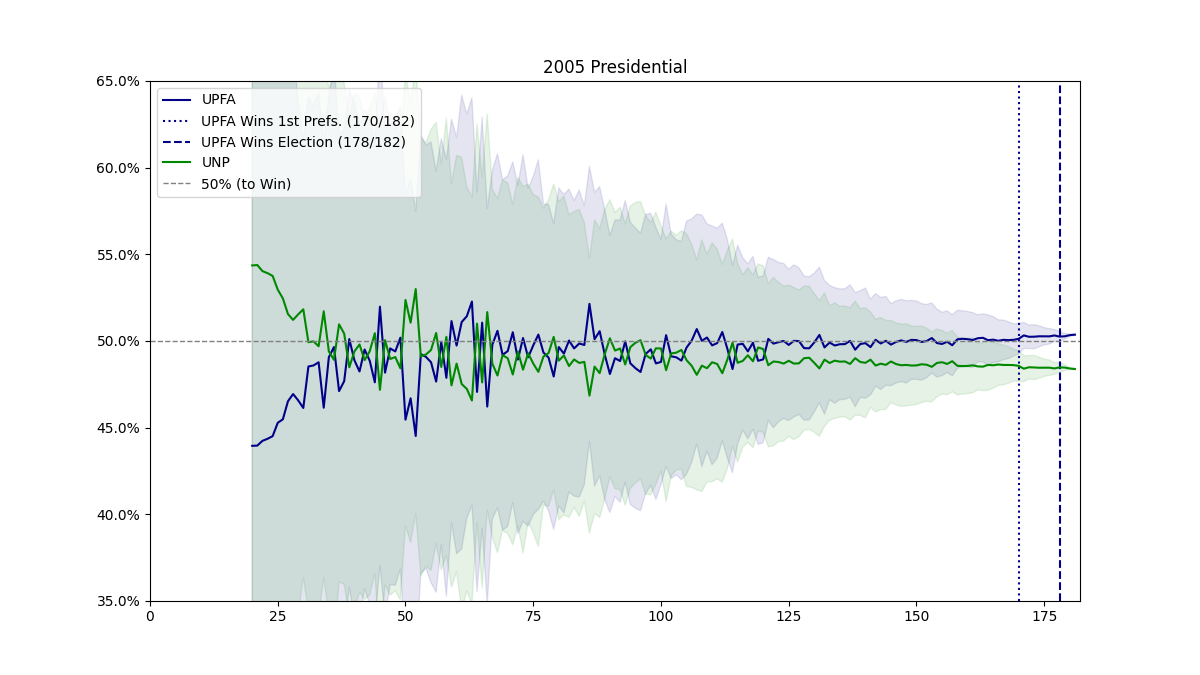 2005 Presidential
65.0%
60.0%
55.0%
50.0%
45.0%
40.0%
35.0%
UPFA
UPFA Wins 1st Prefs. (170/182)
UPFA Wins Election (178/182)
UNP
50% (to Win)
0 25 50 75 100 125 150 175